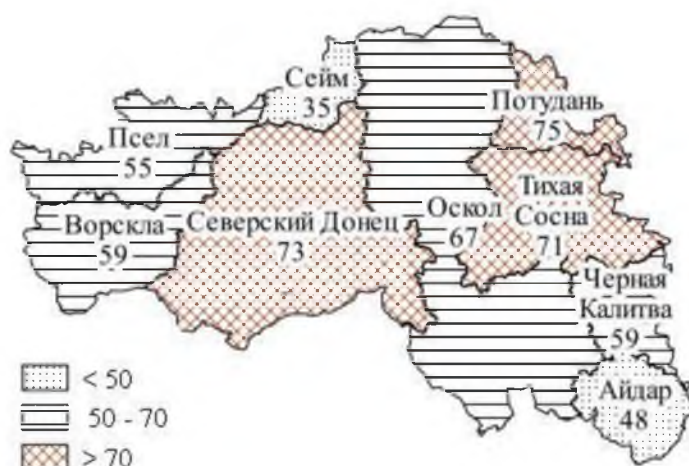 Сейм
35
Потудань
75
Псел
55
Тихая
Сосна
71
Оскол
67
Северский Донец
73
Ворскла
59
Черная
Калитва
59
Айдар
48
< 50
50 - 70
> 70